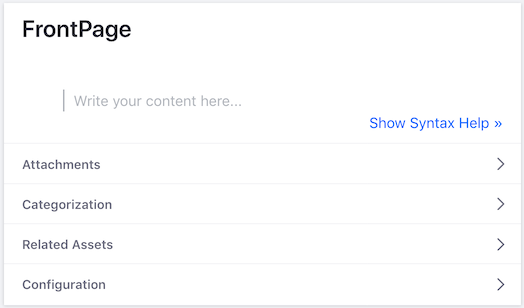 FrontPage
Write your content here...
Show Syntax Help »
Attachments
Categorization
Related Assets
Configuration